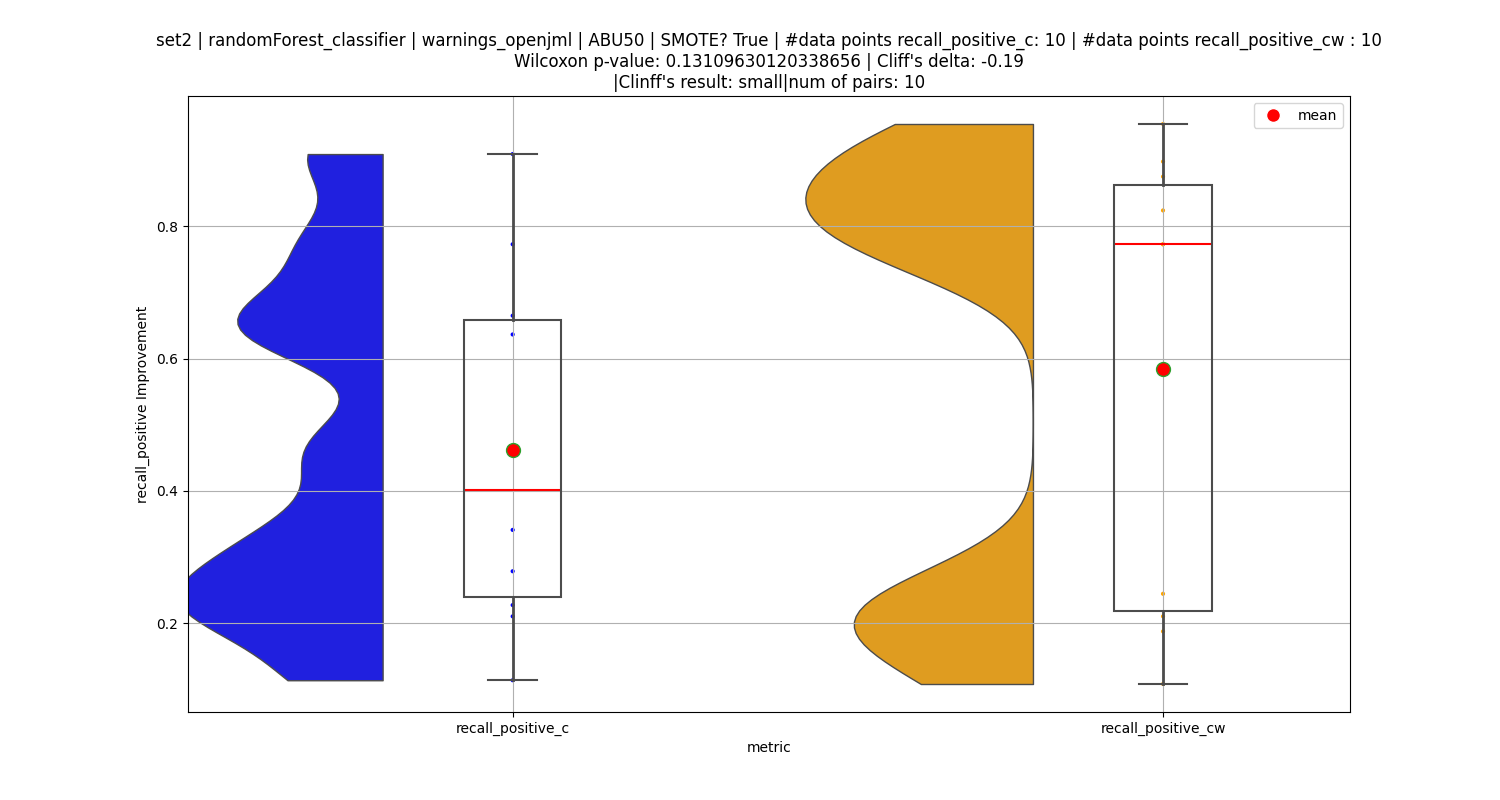 set2 | randomForest_classifier | warnings_openjml | ABU50 | SMOTE? True | #data points recall_positive_c: 10 | #data points recall_positive_cw : 10
Wilcoxon p-value: 0.13109630120338656 | Cliff's delta: -0.19
|Clinff's result: small|num of pairs: 10
mean
recall_positive Improvement
0.8
0.6
0.4
0.2
recall_positive_c
recall_positive_cw
metric